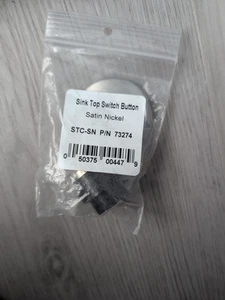 Sink Top Switch Button
Satin Nickel
STC-SN P/N 73274
0 50375 00447 9